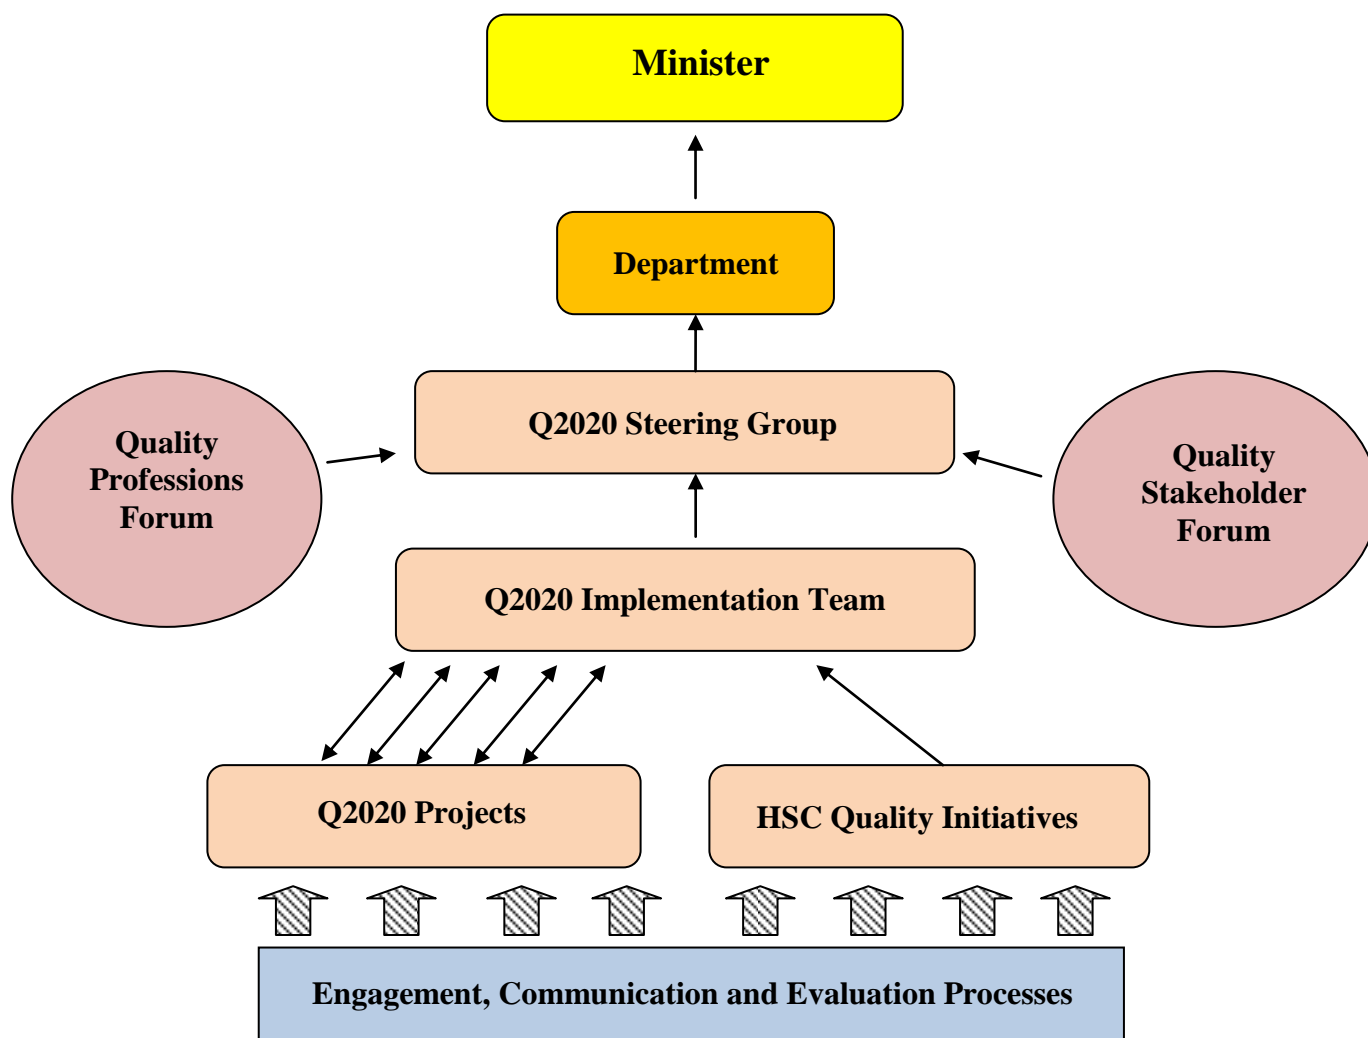 Minister
Department
Q2020 Steering Group
Quality
Professions
Forum
Quality
Stakeholder
Forum
Q2020 Implementation Team
Q2020 Projects
HSC Quality Initiatives
Engagement, Communication and Evaluation Processes